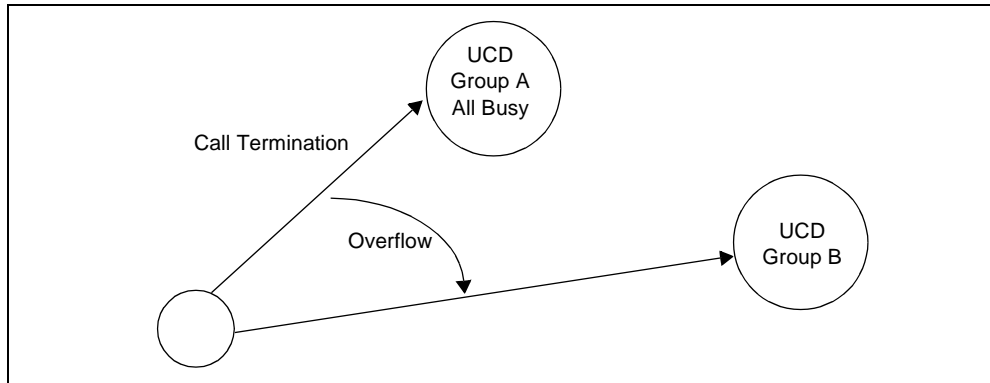 UCD
Group A
All Busy
Call Termination
Overflow
UCD
Group B